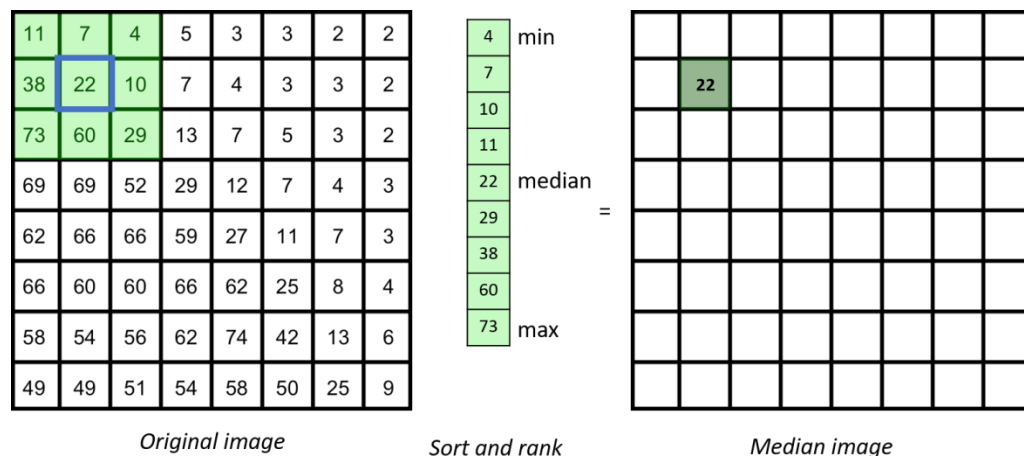 11 7 4 5 3 3 2 2
38 22 10 7 4 3 3 2
73 60 29 13 7 5 3 2
69 69 52 29 12 7 4 3
62 66 66 59 27 11 7 3
66 60 60 66 62 25 8 4
58 54 56 62 74 42 13 6
49 49 51 54 58 50 25 9
Original image
4 min
7
10
11
22 median
29
38
60
73 max
Sort and rank
=
22
Median image